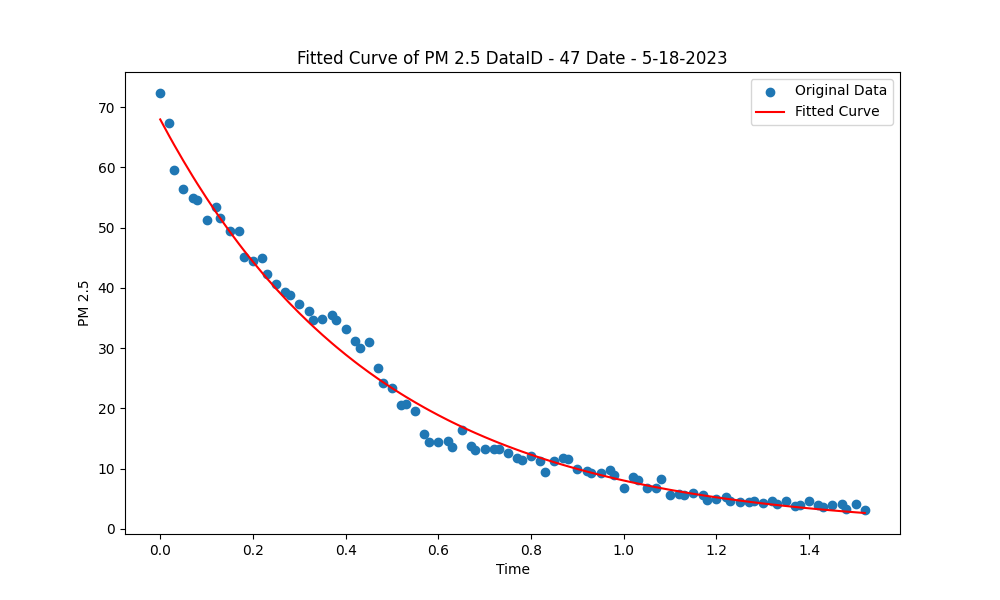 Fitted Curve of PM 2.5 DataID - 47 Date - 5-18-2023
Original Data
Fitted Curve
PM 2.5
70
60
50
40
30
20
10
0
0.0 0.2 0.4 0.6 0.8 1.0 1.2 1.4
Time